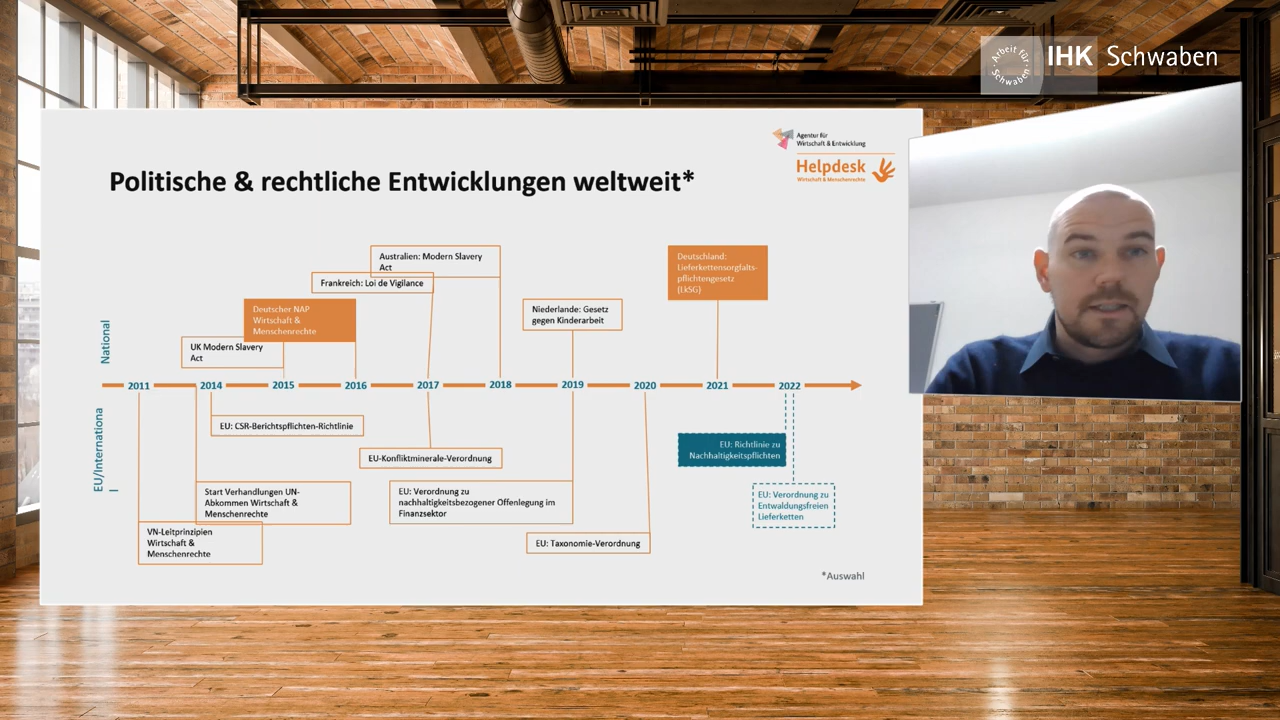 Arbeit für
Schwaben
IHK Schwaben
Agentur für
Wirtschaft & Entwicklung
Helpdesk
Wirtschaft & Menschenrechte
Politische & rechtliche Entwicklungen weltweit*
National
Australien: Modern Slavery
Act
Frankreich: Loi de Vigilance
Deutscher NAP
Wirtschaft &
Menschenrechte
UK Modern Slavery
Act
Niederlande: Gesetz
gegen Kinderarbeit
Deutschland:
Lieferkettensorgfalts-
pflichtengesetz
(LkSG)
2011 2014 2015 2016 2017 2018 2019 2020 2021 2022
EU/Internationa
l
EU: CSR-Berichtspflichten-Richtlinie
EU-Konfliktminerale-Verordnung
Start Verhandlungen UN-
Abkommen Wirtschaft &
Menschenrechte
VN-Leitprinzipien
Wirtschaft &
Menschenrechte
EU: Verordnung zu
nachhaltigkeitsbezogener Offenlegung im
Finanzsektor
EU: Taxonomie-Verordnung
EU: Richtlinie zu
Nachhaltigkeitspflichten
EU: Verordnung zu
Entwaldungsfreien
Lieferketten
*Auswahl